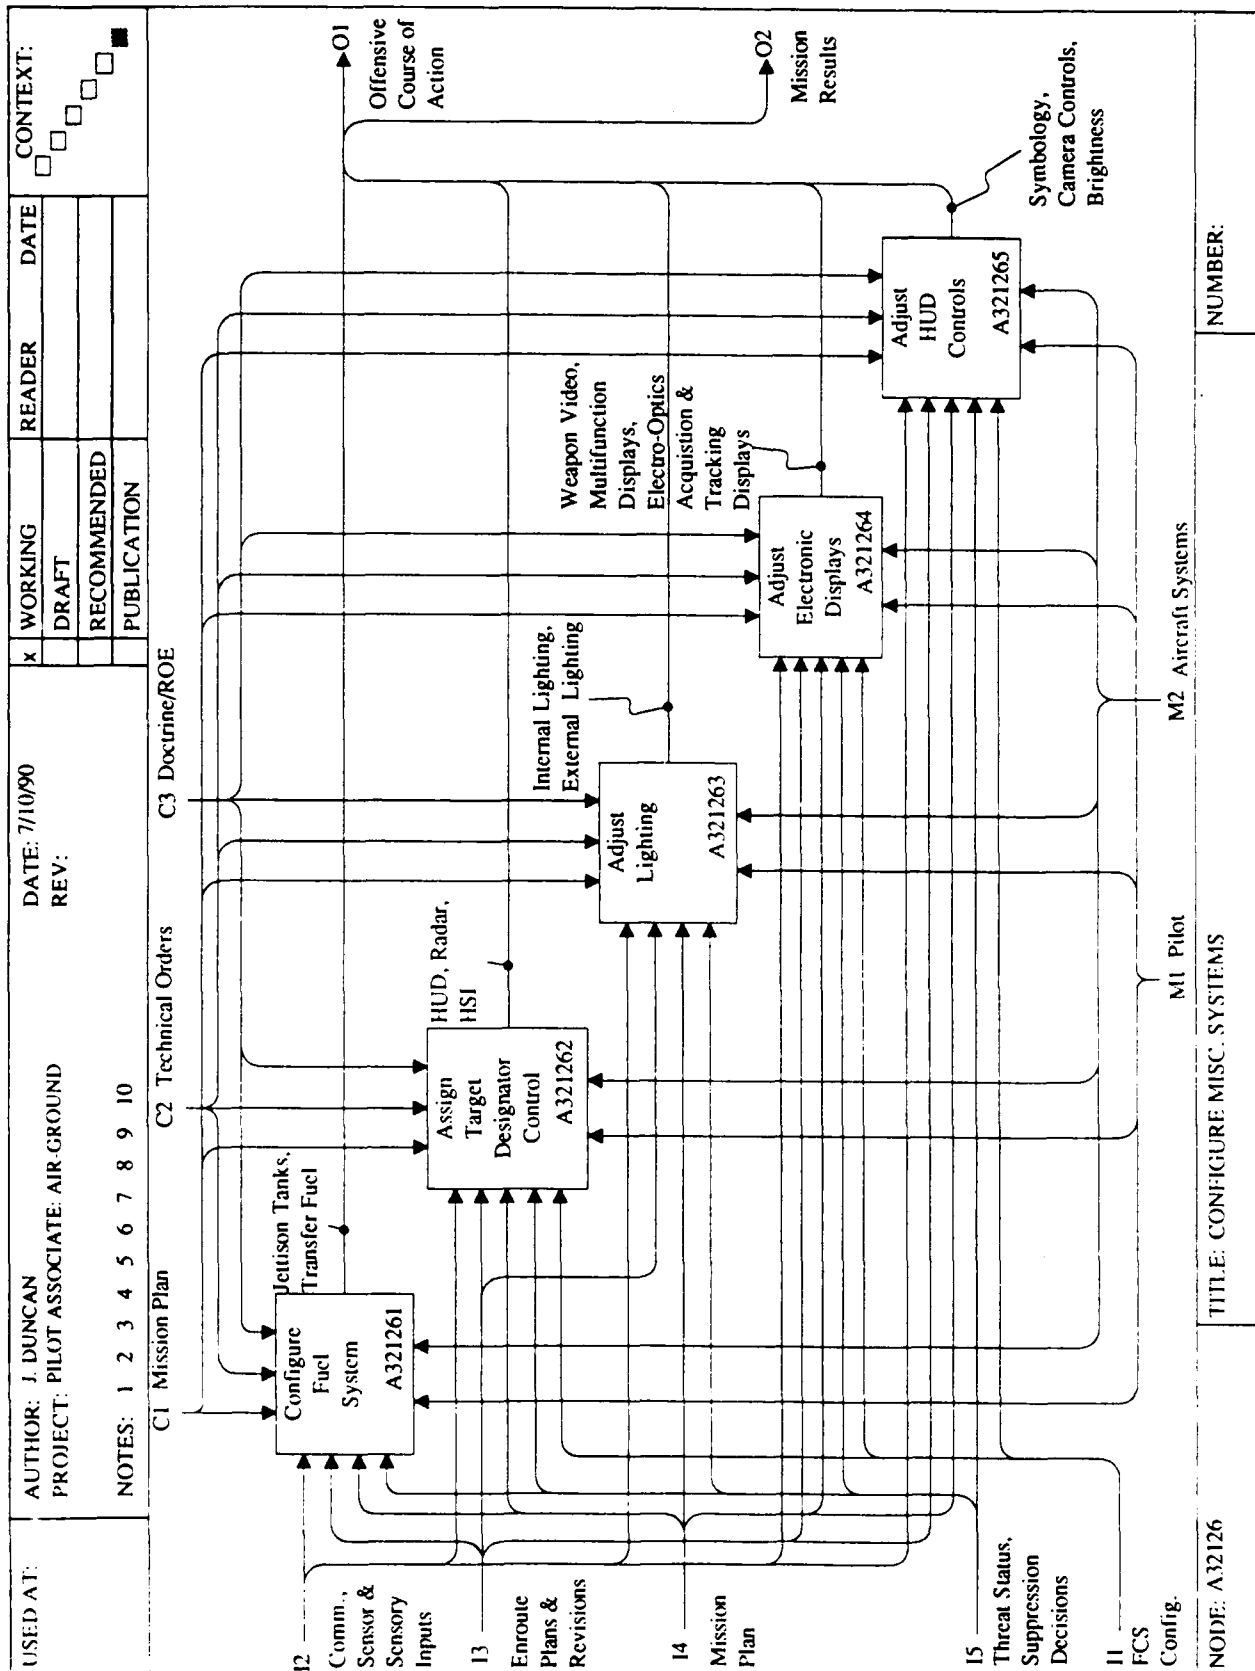 USED AT:
AUTHOR: J. DUNCAN
PROJECT: PILOT ASSOCIATE: AIR-GROUND
NOTES: 1 2 3 4 5 6 7 8 9 10
DATE: 7/10/90
REV:
x WORKING
DRAFT
RECOMMENDED
PUBLICATION
READER DATE
CONTEXT:
C1 Mission Plan
C2 Technical Orders
C3 Doctrine/ROE
I2
Comm.,
Sensor &
Sensory
Inputs
I3
Enroute
Plans &
Revisions
I4
Mission
Plan
I5
Threat Status,
Suppression
Decisions
I1
FCS
Config.
Configure
Fuel
System
A321261
Jettison Tanks,
Transfer Fuel
Assign
Target
Designator
Control
A321262
HUD, Radar,
HSI
Adjust
Lighting
A321263
Internal Lighting,
External Lighting
Adjust
Electronic
Displays
A321264
Weapon Video,
Multifunction
Displays,
Electro-Optics
Acquistion &
Tracking
Displays
Adjust
HUD
Controls
A321265
Symbology,
Camera Controls,
Brightness
O1
Offensive
Course of
Action
O2
Mission
Results
M1 Pilot
M2 Aircraft Systems
NODE: A32126
TITLE: CONFIGURE MISC. SYSTEMS
NUMBER: